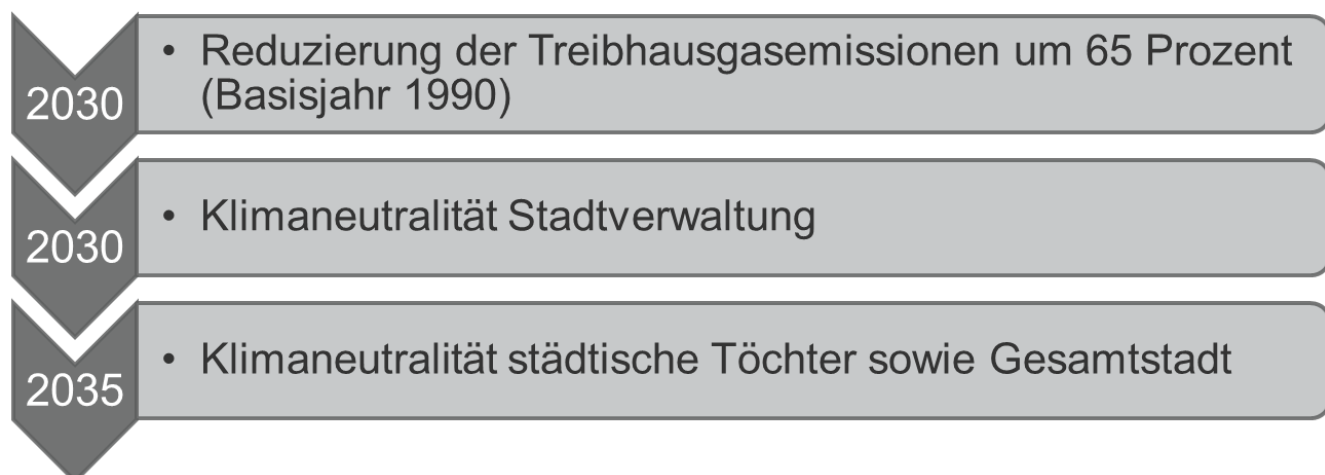 2030
• Reduzierung der Treibhausgasemissionen um 65 Prozent
(Basisjahr 1990)
2030
• Klimaneutralität Stadtverwaltung
2035
• Klimaneutralität städtische Töchter sowie Gesamtstadt